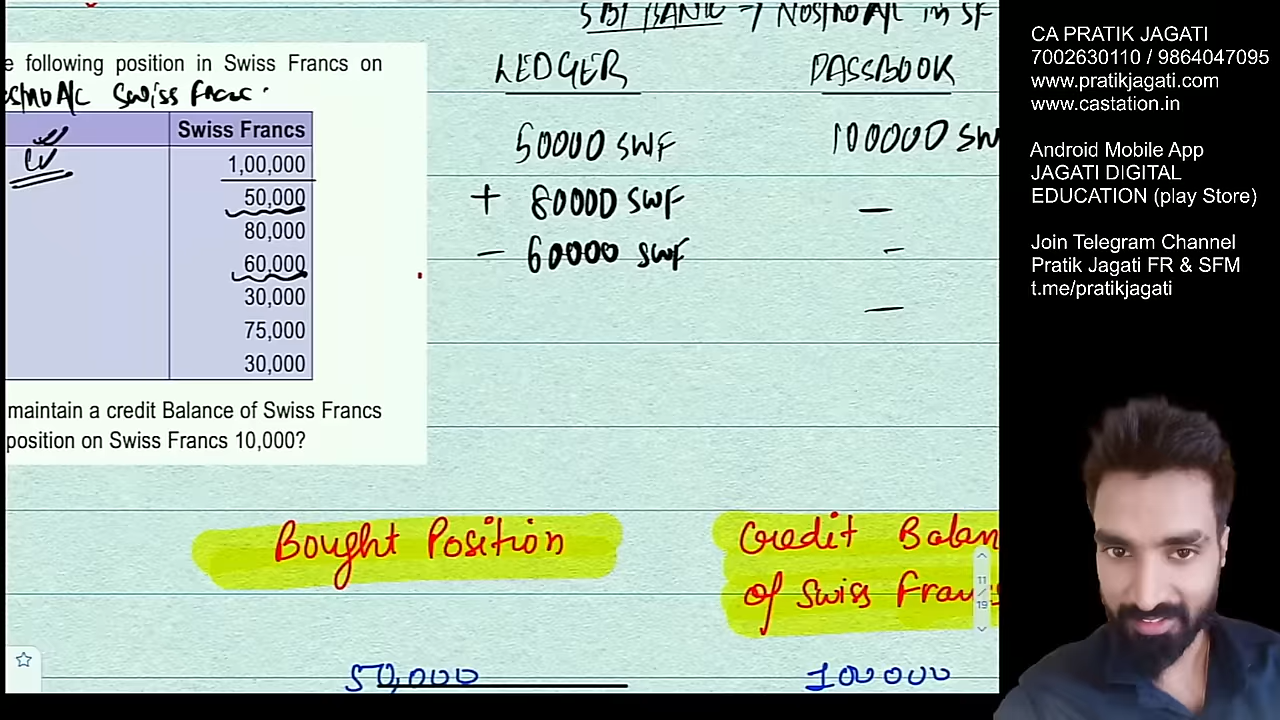 SBI BANK → NOSTRO A/C in SF
LEDGER PASSBOOK
e following position in Swiss Francs on
A/C Swiss Franc
Swiss Francs
1,00,000
50,000
80,000
60,000
30,000
75,000
30,000
maintain a credit Balance of Swiss Francs
position on Swiss Francs 10,000?
50000 SWF 100000 SW
+ 80000 SWF —
- 60000 SWF -
—
Bought Position
Credit Balan
of Swiss Fran
50,000 100000
11
19
CA PRATIK JAGATI
7002630110 / 9864047095
www.pratikjagati.com
www.castation.in
Android Mobile App
JAGATI DIGITAL
EDUCATION (play Store)
Join Telegram Channel
Pratik Jagati FR & SFM
t.me/pratikjagati